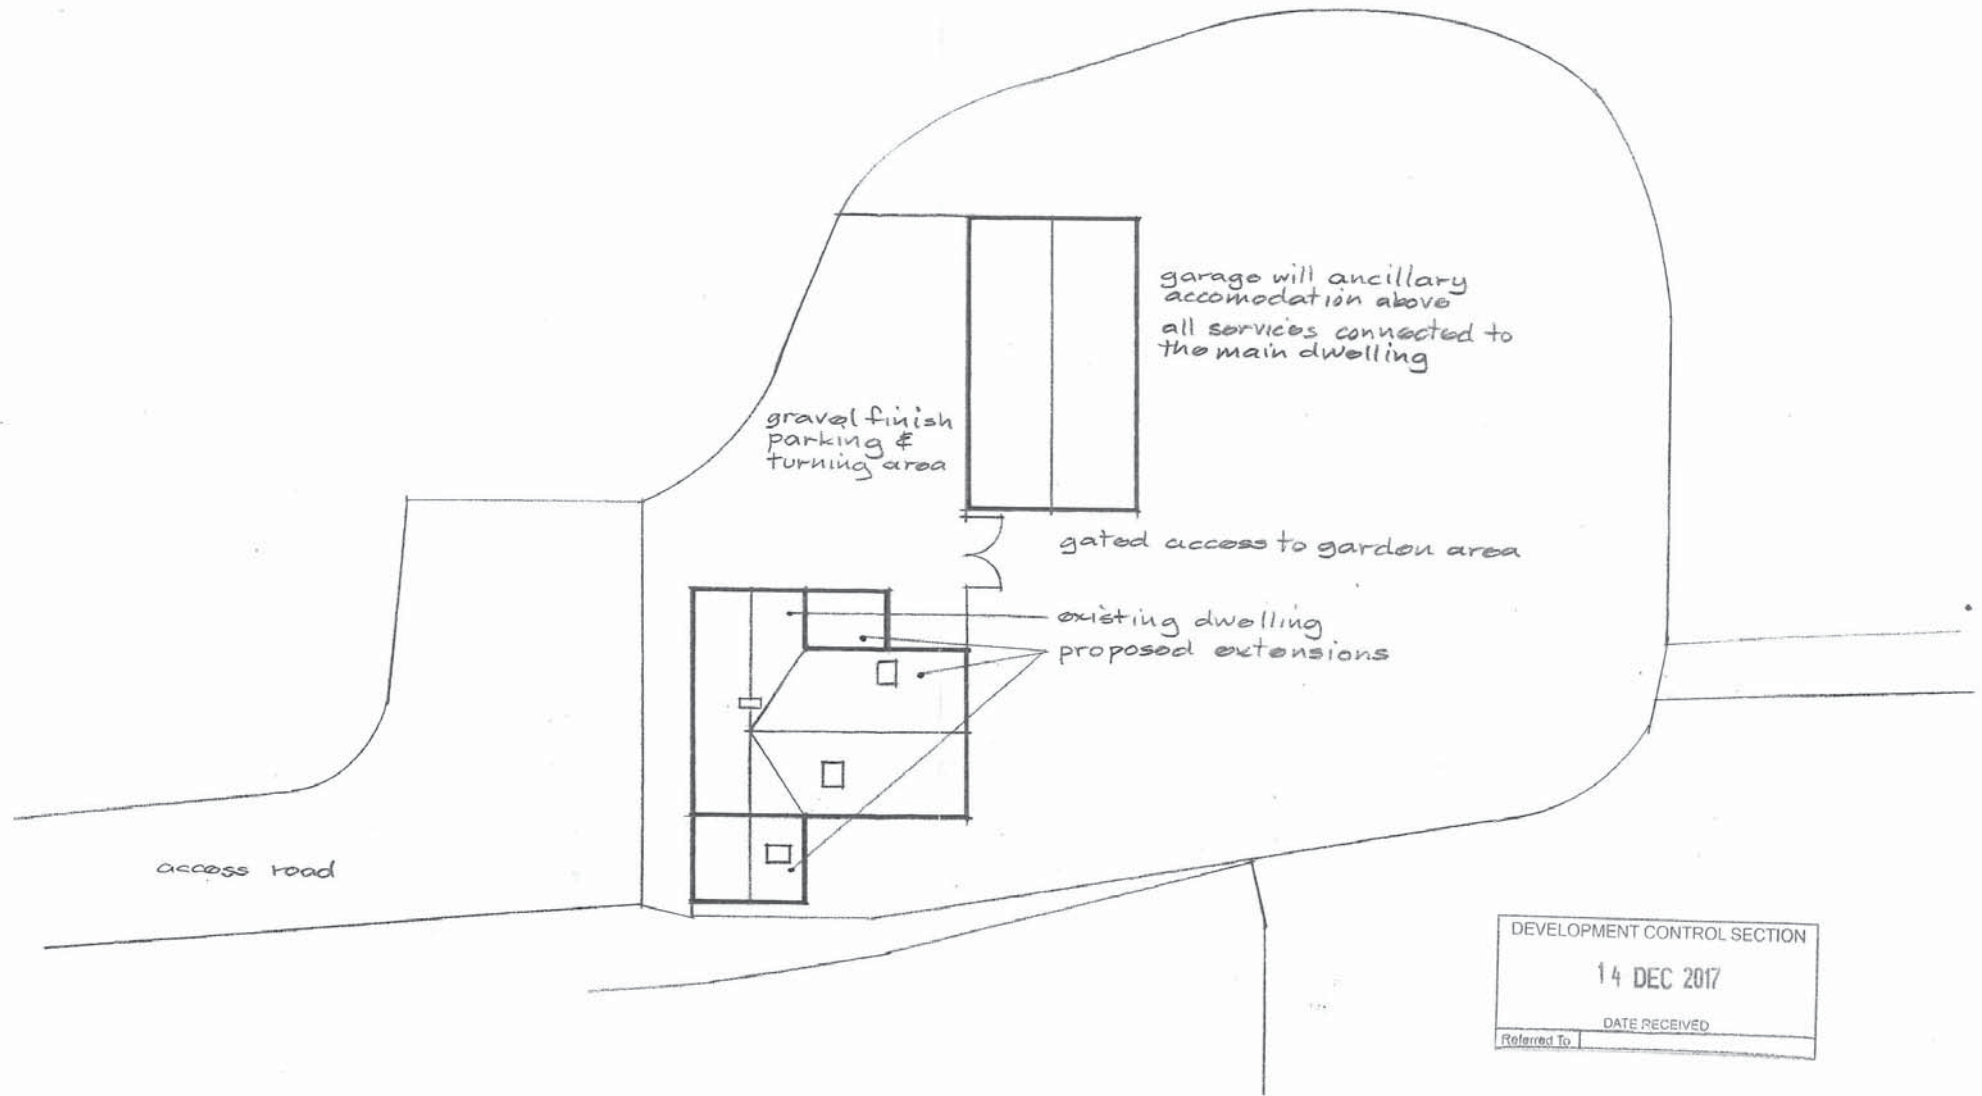 garage will ancillary
accomodation above
all services connected to
the main dwelling
gravel finish
parking &
turning area
gated access to garden area
existing dwelling
proposed extensions
access road
DEVELOPMENT CONTROL SECTION
14 DEC 2017
DATE RECEIVED
Referred To